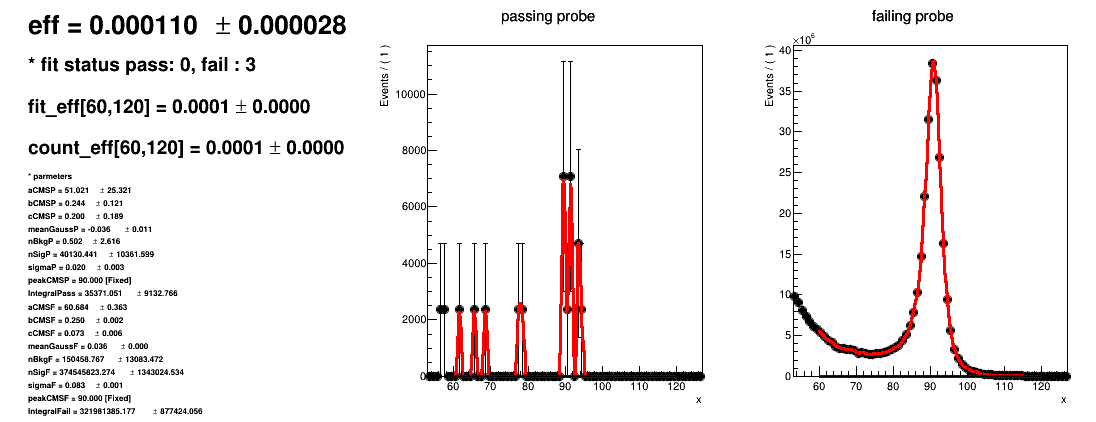 eff = 0.000110 ± 0.000028
* fit status pass: 0, fail : 3
fit_eff[60,120] = 0.0001 ± 0.0000
count_eff[60,120] = 0.0001 ± 0.0000
* parmeters
aCMSP = 51.021 ± 25.321
bCMSP = 0.244 ± 0.121
cCMSP = 0.200 ± 0.189
meanGaussP = -0.036 ± 0.011
nBkgP = 0.502 ± 2.616
nSigP = 40130.441 ± 10361.599
sigmaP = 0.020 ± 0.003
peakCMSP = 90.000 [Fixed]
IntegralPass = 35371.051 ± 9132.766
aCMSF = 60.684 ± 0.363
bCMSF = 0.250 ± 0.002
cCMSF = 0.073 ± 0.006
meanGaussF = 0.036 ± 0.000
nBkgF = 150458.767 ± 13083.472
nSigF = 374545823.274 ± 1343024.534
sigmaF = 0.083 ± 0.001
peakCMSF = 90.000 [Fixed]
IntegralFail = 321981385.177 ± 877424.056
passing probe
Events / ( 1 )
10000
8000
6000
4000
2000
0
60 70 80 90 100 110 120
x
failing probe
×10⁶
Events / ( 1 )
40
35
30
25
20
15
10
5
0
60 70 80 90 100 110 120
x